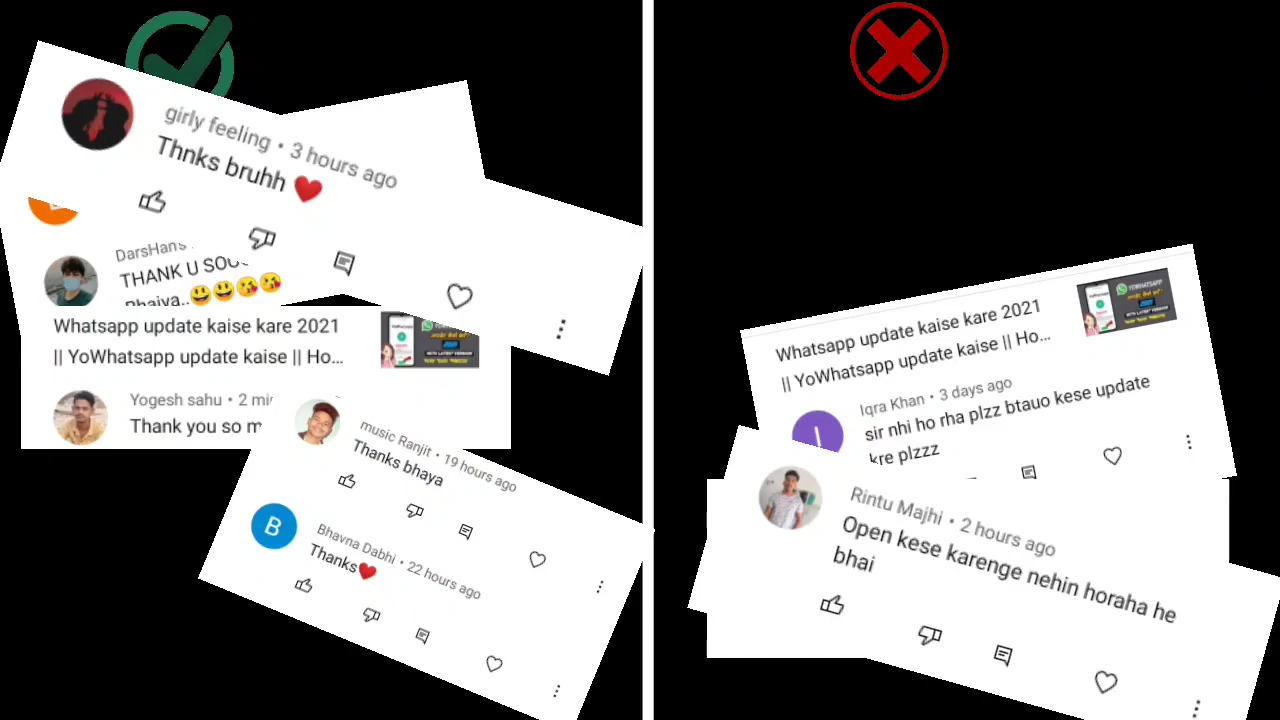 girly feeling • 3 hours ago
Thnks bruhh ❤️
DarsHan's
THANK U
Bhaiya..😃😃😘😘
Whatsapp update kaise kare 2021
|| YoWhatsapp update kaise || Ho...
Yogesh sahu • 2
Thank you so
music Ranjit • 19 hours ago
Thanks bhaya
B
Bhavna Dabhi • 22 hours ago
Thanks❤️
Whatsapp update kaise kare 2021
|| YoWhatsapp update kaise || Ho...
YOWHATSAPP
I
Iqra Khan • 3 days ago
sir nhi ho rha plzz btauo kese update
kre plzzz
Rintu Majhi • 2 hours ago
Open kese karenge nehin horaha he
bhai